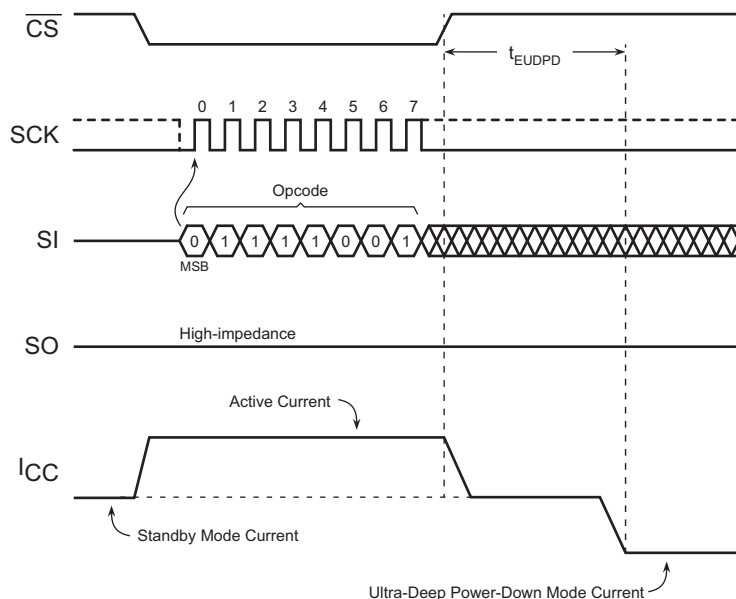 CS
tEUDPD
0 1 2 3 4 5 6 7
SCK
Opcode
SI
0 1 1 1 1 0 0 1
MSB
High-impedance
SO
Active Current
ICC
Standby Mode Current
Ultra-Deep Power-Down Mode Current